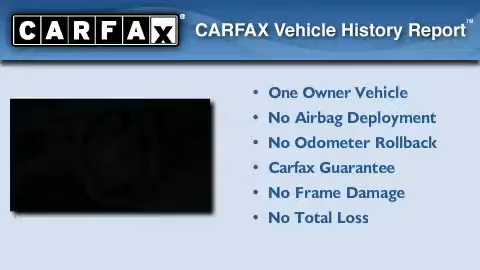 CARFAX®
CARFAX Vehicle History Report™
• One Owner Vehicle
• No Airbag Deployment
• No Odometer Rollback
• Carfax Guarantee
• No Frame Damage
• No Total Loss